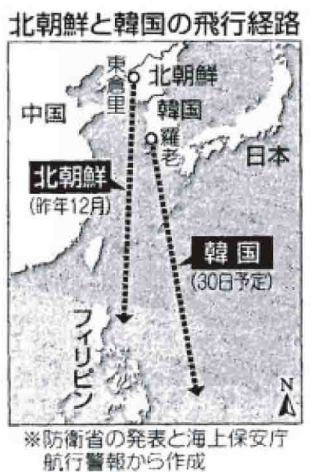 北朝鮮と韓国の飛行経路
東倉里
北朝鮮
中国
韓国
羅老
日本
北朝鮮
(昨年12月)
韓国
(30日予定)
フィリピン
N
※防衛省の発表と海上保安庁
航行警報から作成